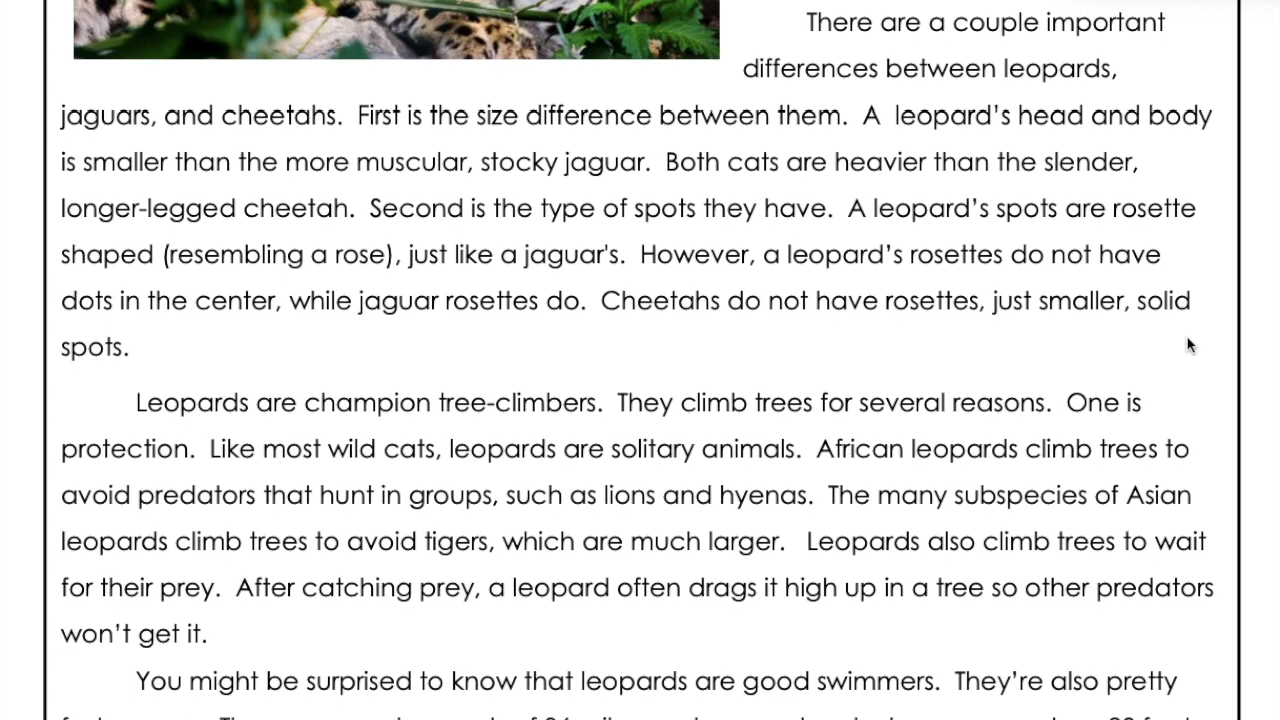 There are a couple important
differences between leopards,
jaguars, and cheetahs.  First is the size difference between them.  A  leopard’s head and body
is smaller than the more muscular, stocky jaguar.  Both cats are heavier than the slender,
longer-legged cheetah.  Second is the type of spots they have.  A leopard’s spots are rosette
shaped (resembling a rose), just like a jaguar's.  However, a leopard’s rosettes do not have
dots in the center, while jaguar rosettes do.  Cheetahs do not have rosettes, just smaller, solid
spots.
Leopards are champion tree-climbers.  They climb trees for several reasons.  One is
protection.  Like most wild cats, leopards are solitary animals.  African leopards climb trees to
avoid predators that hunt in groups, such as lions and hyenas.  The many subspecies of Asian
leopards climb trees to avoid tigers, which are much larger.   Leopards also climb trees to wait
for their prey.  After catching prey, a leopard often drags it high up in a tree so other predators
won’t get it.
You might be surprised to know that leopards are good swimmers.  They’re also pretty